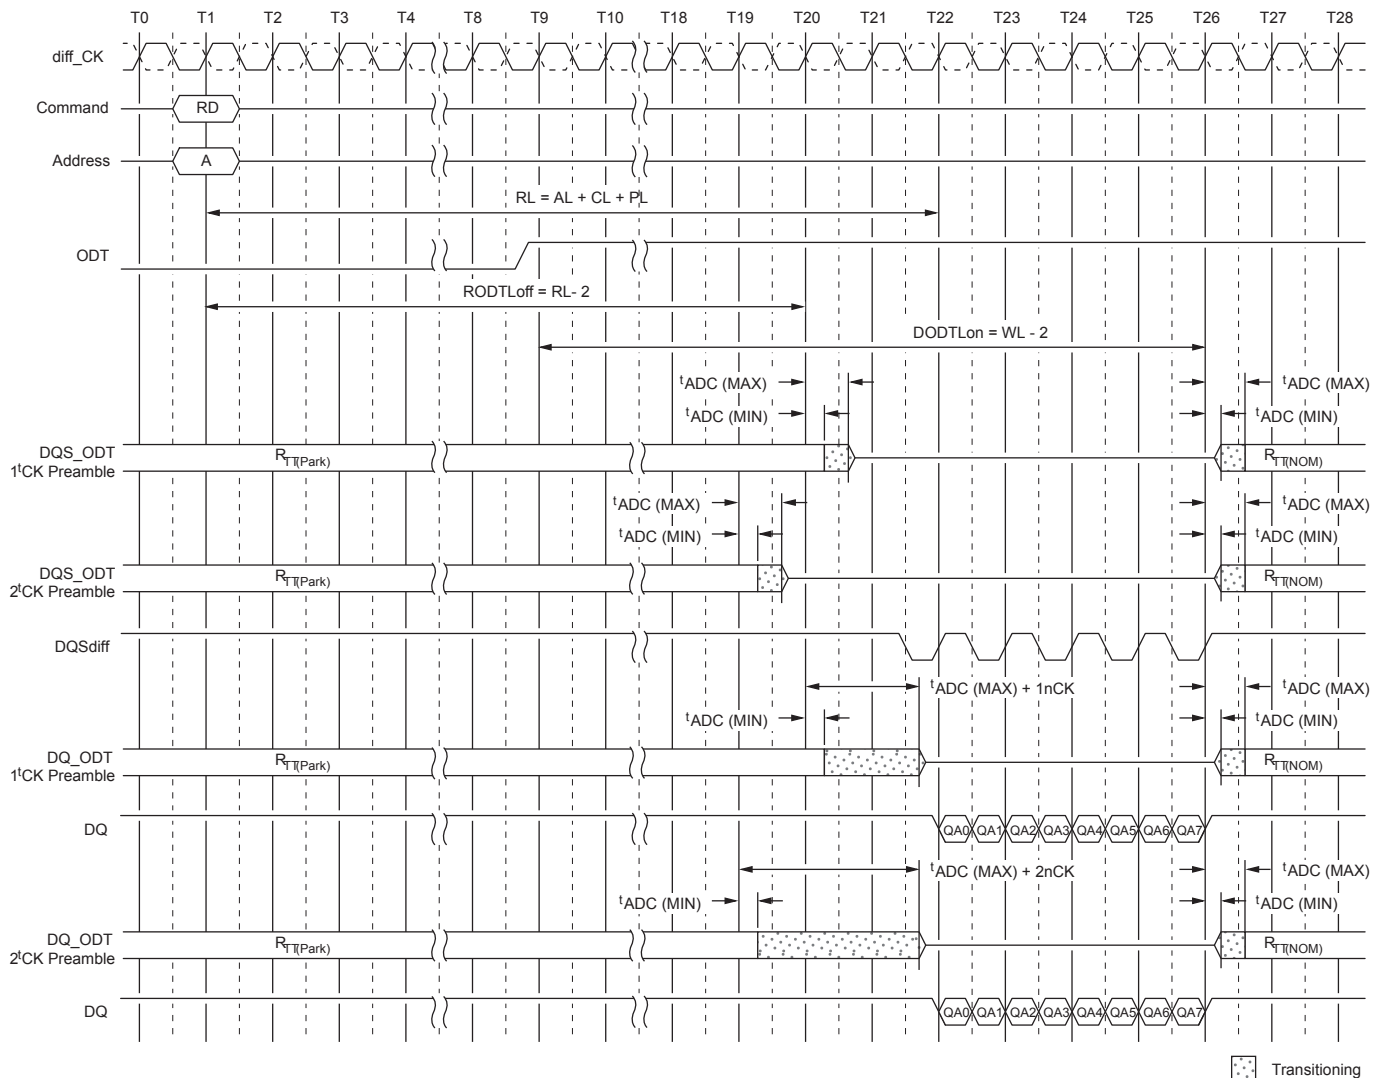 T0 T1 T2 T3 T4 T8 T9 T10 T18 T19 T20 T21 T22 T23 T24 T25 T26 T27 T28
diff_CK
Command RD
Address A
RL = AL + CL + PL
ODT
RODTLoff = RL- 2
DODTLon = WL - 2
tADC (MAX) tADC (MAX)
tADC (MIN) tADC (MIN)
DQS_ODT
1tCK Preamble
RTT(Park) RTT(NOM)
tADC (MAX) tADC (MAX)
tADC (MIN) tADC (MIN)
DQS_ODT
2tCK Preamble
RTT(Park) RTT(NOM)
DQSdiff
tADC (MAX) + 1nCK tADC (MAX)
tADC (MIN) tADC (MIN)
DQ_ODT
1tCK Preamble
RTT(Park) RTT(NOM)
DQ QA0 QA1 QA2 QA3 QA4 QA5 QA6 QA7
tADC (MAX) + 2nCK tADC (MAX)
tADC (MIN) tADC (MIN)
DQ_ODT
2tCK Preamble
RTT(Park) RTT(NOM)
DQ QA0 QA1 QA2 QA3 QA4 QA5 QA6 QA7
Transitioning